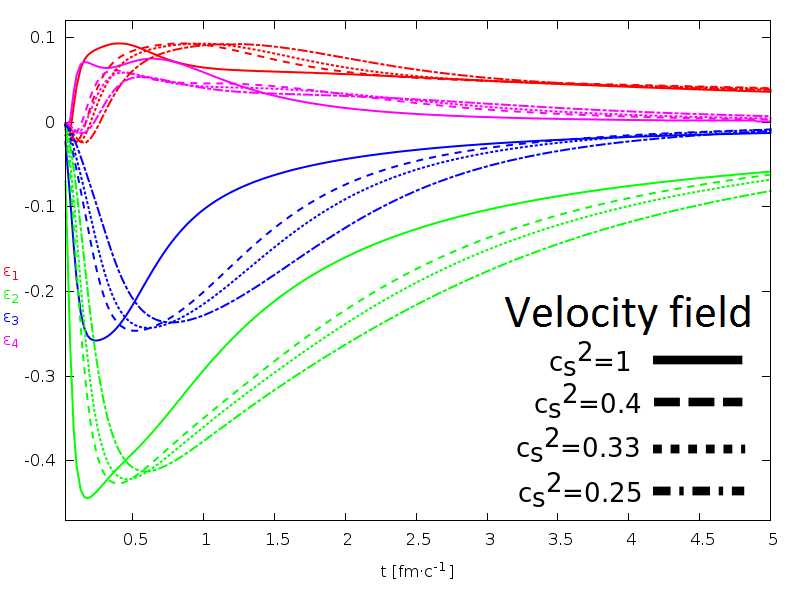 0.1
0
-0.1
-0.2
-0.3
-0.4
ε1
ε2
ε3
ε4
Velocity field
cs²=1
cs²=0.4
cs²=0.33
cs²=0.25
0.5 1 1.5 2 2.5 3 3.5 4 4.5 5
t [fm·c⁻¹]